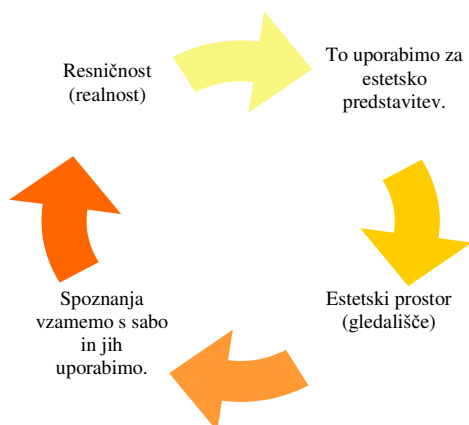 Resničnost
(realnost)
To uporabimo za
estetsko
predstavitev.
Estetski prostor
(gledališče)
Spoznanja
vzamemo s sabo
in jih
uporabimo.